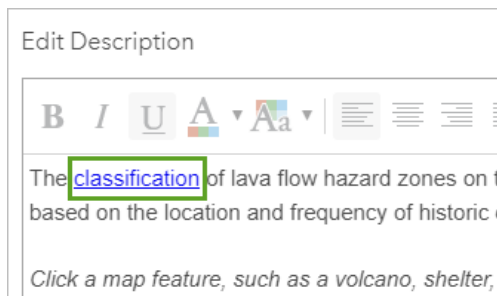 Edit Description
B I U A Aa
The classification of lava flow hazard zones on
based on the location and frequency of historic
Click a map feature, such as a volcano, shelter,